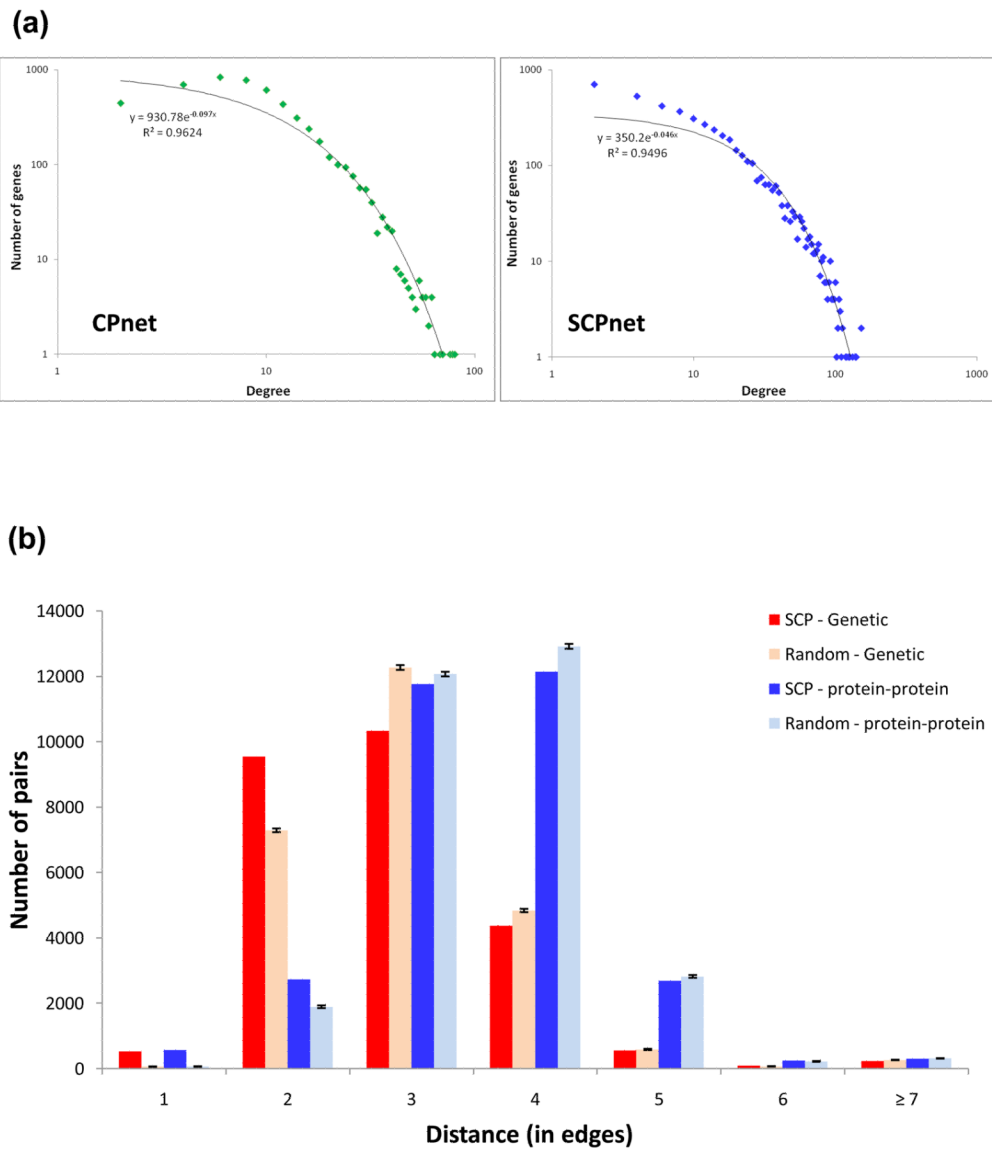 (a)
1000
100
10
1
1
10
100
Number of genes
Degree
y = 930.78e^-0.097x
R² = 0.9624
CPnet
1000
100
10
1
1
10
100
1000
Number of genes
Degree
y = 350.2e^-0.046x
R² = 0.9496
SCPnet
(b)
14000
12000
10000
8000
6000
4000
2000
0
Number of pairs
1
2
3
4
5
6
≥ 7
Distance (in edges)
SCP - Genetic
Random - Genetic
SCP - protein-protein
Random - protein-protein